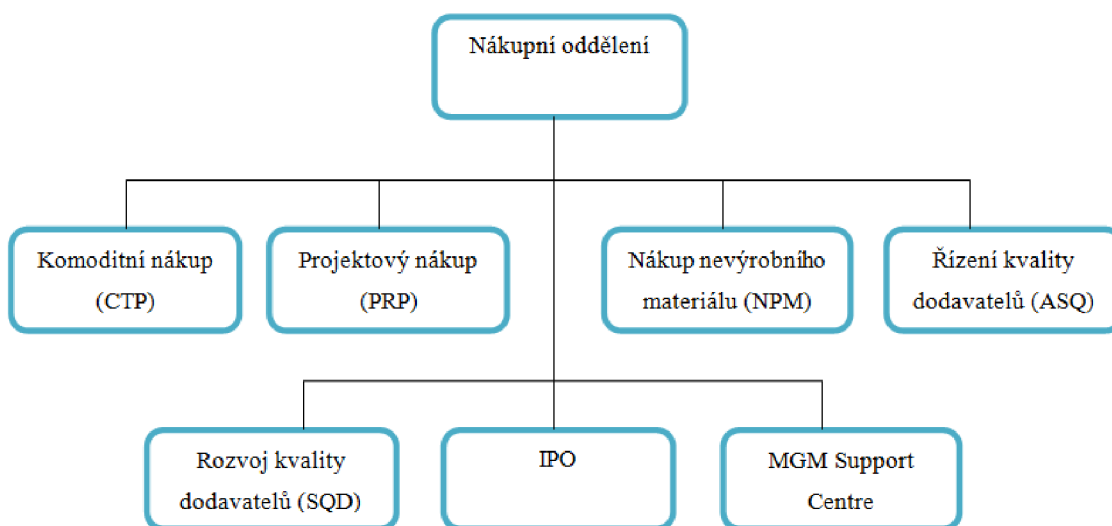 Nákupní oddělení
Komoditní nákup
(CTP)
Projektový nákup
(PRP)
Nákup nevýrobního
materiálu (NPM)
Řízení kvality
dodavatelů (ASQ)
Rozvoj kvality
dodavatelů (SQD)
IPO
MGM Support
Centre